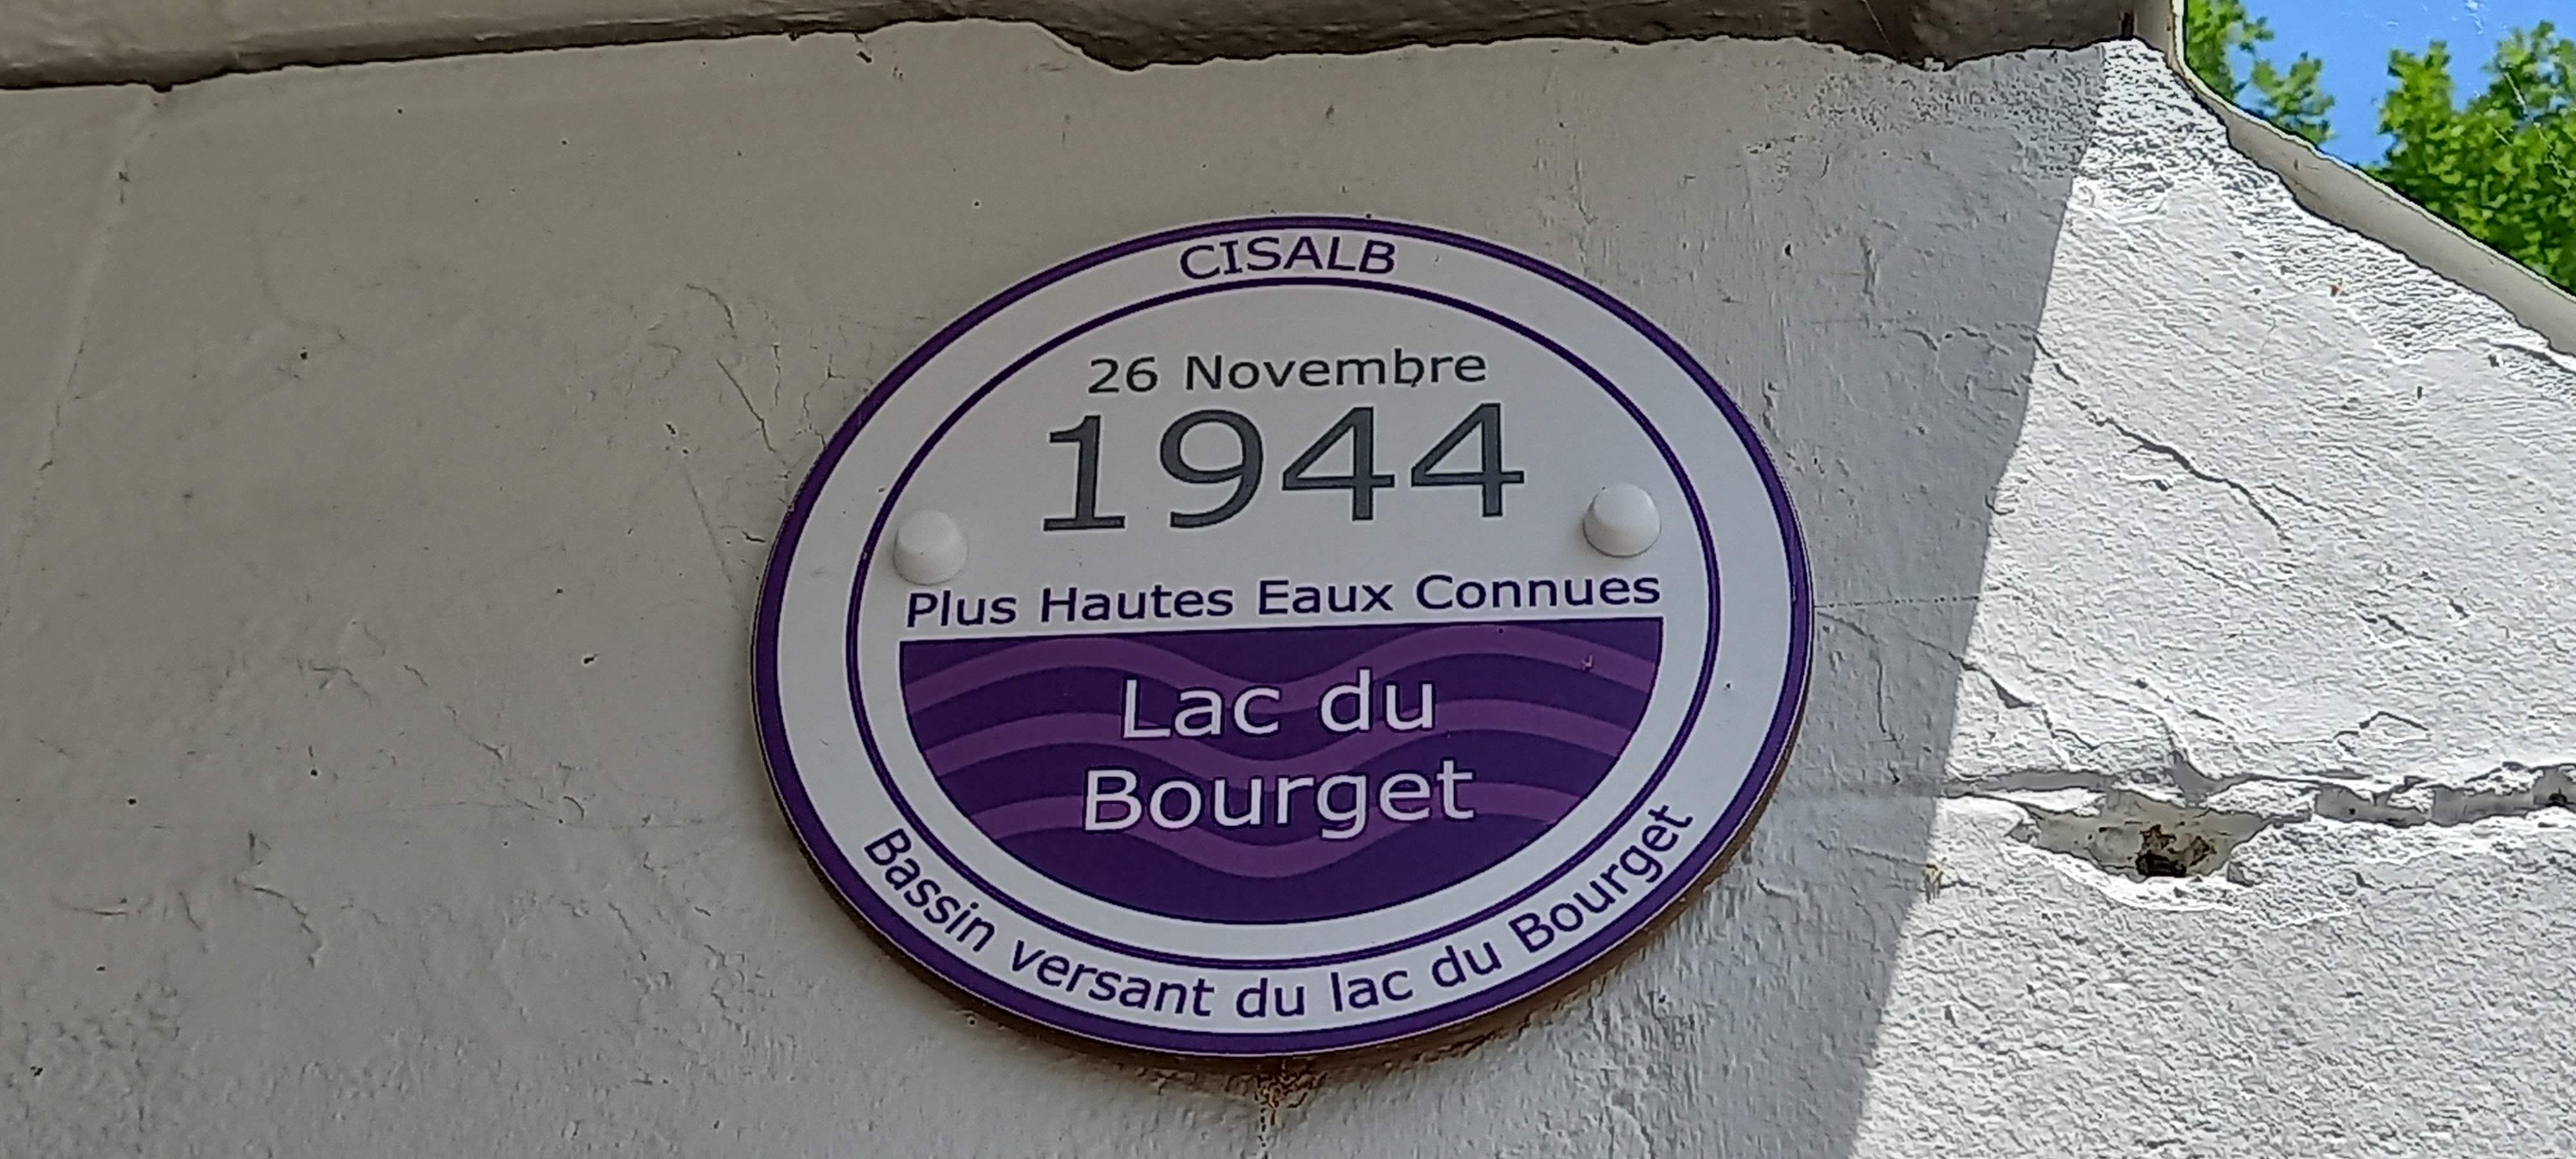 CISALB
26 Novembre
1944
Plus Hautes Eaux Connues
Lac du
Bourget
Bassin versant du lac du Bourget